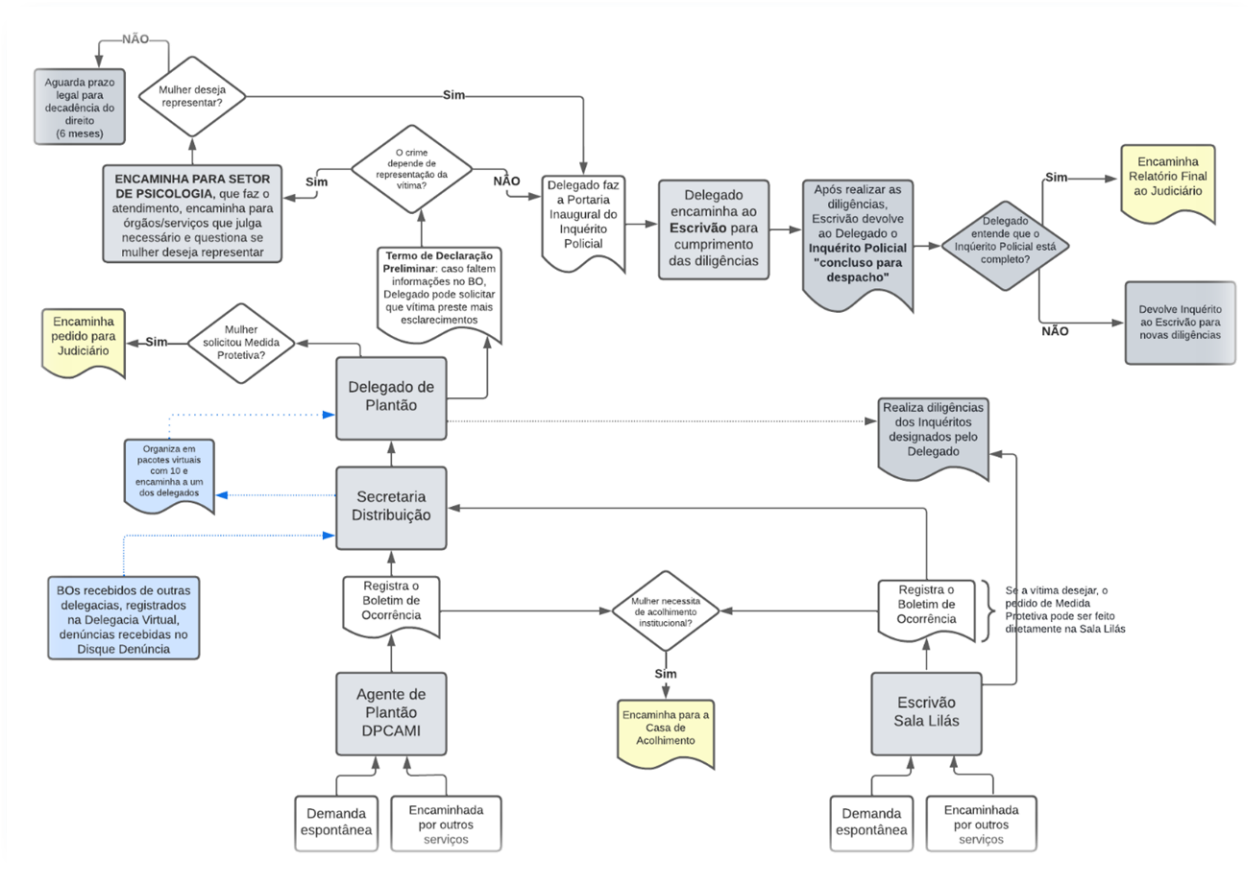 NÃO
Aguarda prazo
legal para
decadência do
direito
(6 meses)
Mulher deseja
representar?
Sim
ENCAMINHA PARA SETOR
DE PSICOLOGIA, que faz o
atendimento, encaminha para
órgãos/serviços que julga
necessário e questiona se
mulher deseja representar
Sim
O crime
depende de
representação da
vítima?
NÃO
Delegado faz
a Portaria
Inaugural do
Inquérito
Policial
Delegado
encaminha ao
Escrivão para
cumprimento
das diligências
Após realizar as
diligências,
Escrivão devolve
ao Delegado o
Inquérito Policial
"concluso para
despacho"
Delegado
entende que o
Inqúerito Policial está
completo?
Sim
Encaminha
Relatório Final
ao Judiciário
NÃO
Devolve Inquérito
ao Escrivão para
novas diligências
Termo de Declaração
Preliminar: caso faltem
informações no BO,
Delegado pode solicitar
que vítima preste mais
esclarecimentos
Encaminha
pedido para
Judiciário
Sim
Mulher
solicitou Medida
Protetiva?
Delegado de
Plantão
Realiza diligências
dos Inquéritos
designados pelo
Delegado
Organiza em
pacotes virtuais
com 10 e
encaminha a um
dos delegados
Secretaria
Distribuição
BOs recebidos de outras
delegacias, registrados
na Delegacia Virtual,
denúncias recebidas no
Disque Denúncia
Registra o
Boletim de
Ocorrência
Mulher necessita
de acolhimento
institucional?
Registra o
Boletim de
Ocorrência
Se a vítima desejar, o
pedido de Medida
Protetiva pode ser feito
diretamente na Sala Lilás
Sim
Encaminha para a
Casa de
Acolhimento
Agente de
Plantão
DPCAMI
Escrivão
Sala Lilás
Demanda
espontânea
Encaminhada
por outros
serviços
Demanda
espontânea
Encaminhada
por outros
serviços